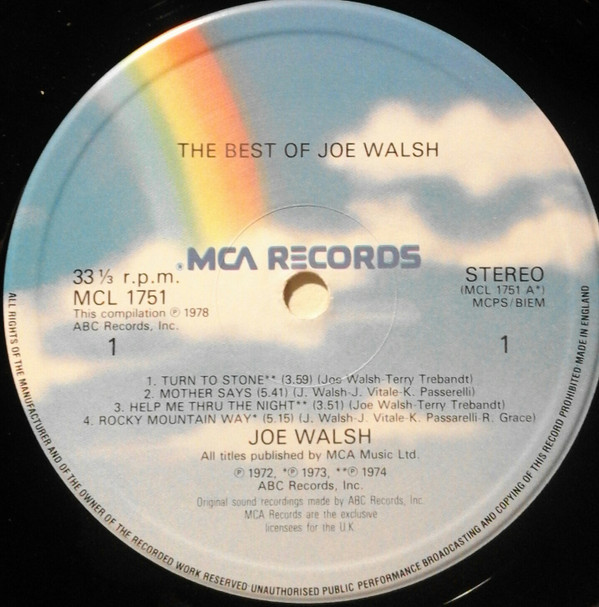 THE BEST OF JOE WALSH
MCA RECORDS
33 ⅓ r.p.m.
MCL 1751
This compilation ℗ 1978
ABC Records, Inc.
1
STEREO
(MCL 1751 A*)
MCPS/BIEM
1
1. TURN TO STONE** (3.59) (Joe Walsh-Terry Trebandt)
2. MOTHER SAYS (5.41) (J. Walsh-J. Vitale-K. Passerelli)
3. HELP ME THRU THE NIGHT** (3.51) (Joe Walsh-Terry Trebandt)
4. ROCKY MOUNTAIN WAY* (5.15) (J. Walsh-J. Vitale-K. Passarelli-R. Grace)
JOE WALSH
All titles published by MCA Music Ltd.
℗ 1972, *℗ 1973, **℗ 1974
ABC Records, Inc.
Original sound recordings made by ABC Records, Inc.
MCA Records are the exclusive
licensees for the U.K
ALL RIGHTS OF THE MANUFACTURER AND OF THE OWNER OF THE RECORDED WORK RESERVED UNAUTHORISED PUBLIC PERFORMANCE BROADCASTING AND COPYING OF THIS RECORD PROHIBITED MADE IN ENGLAND